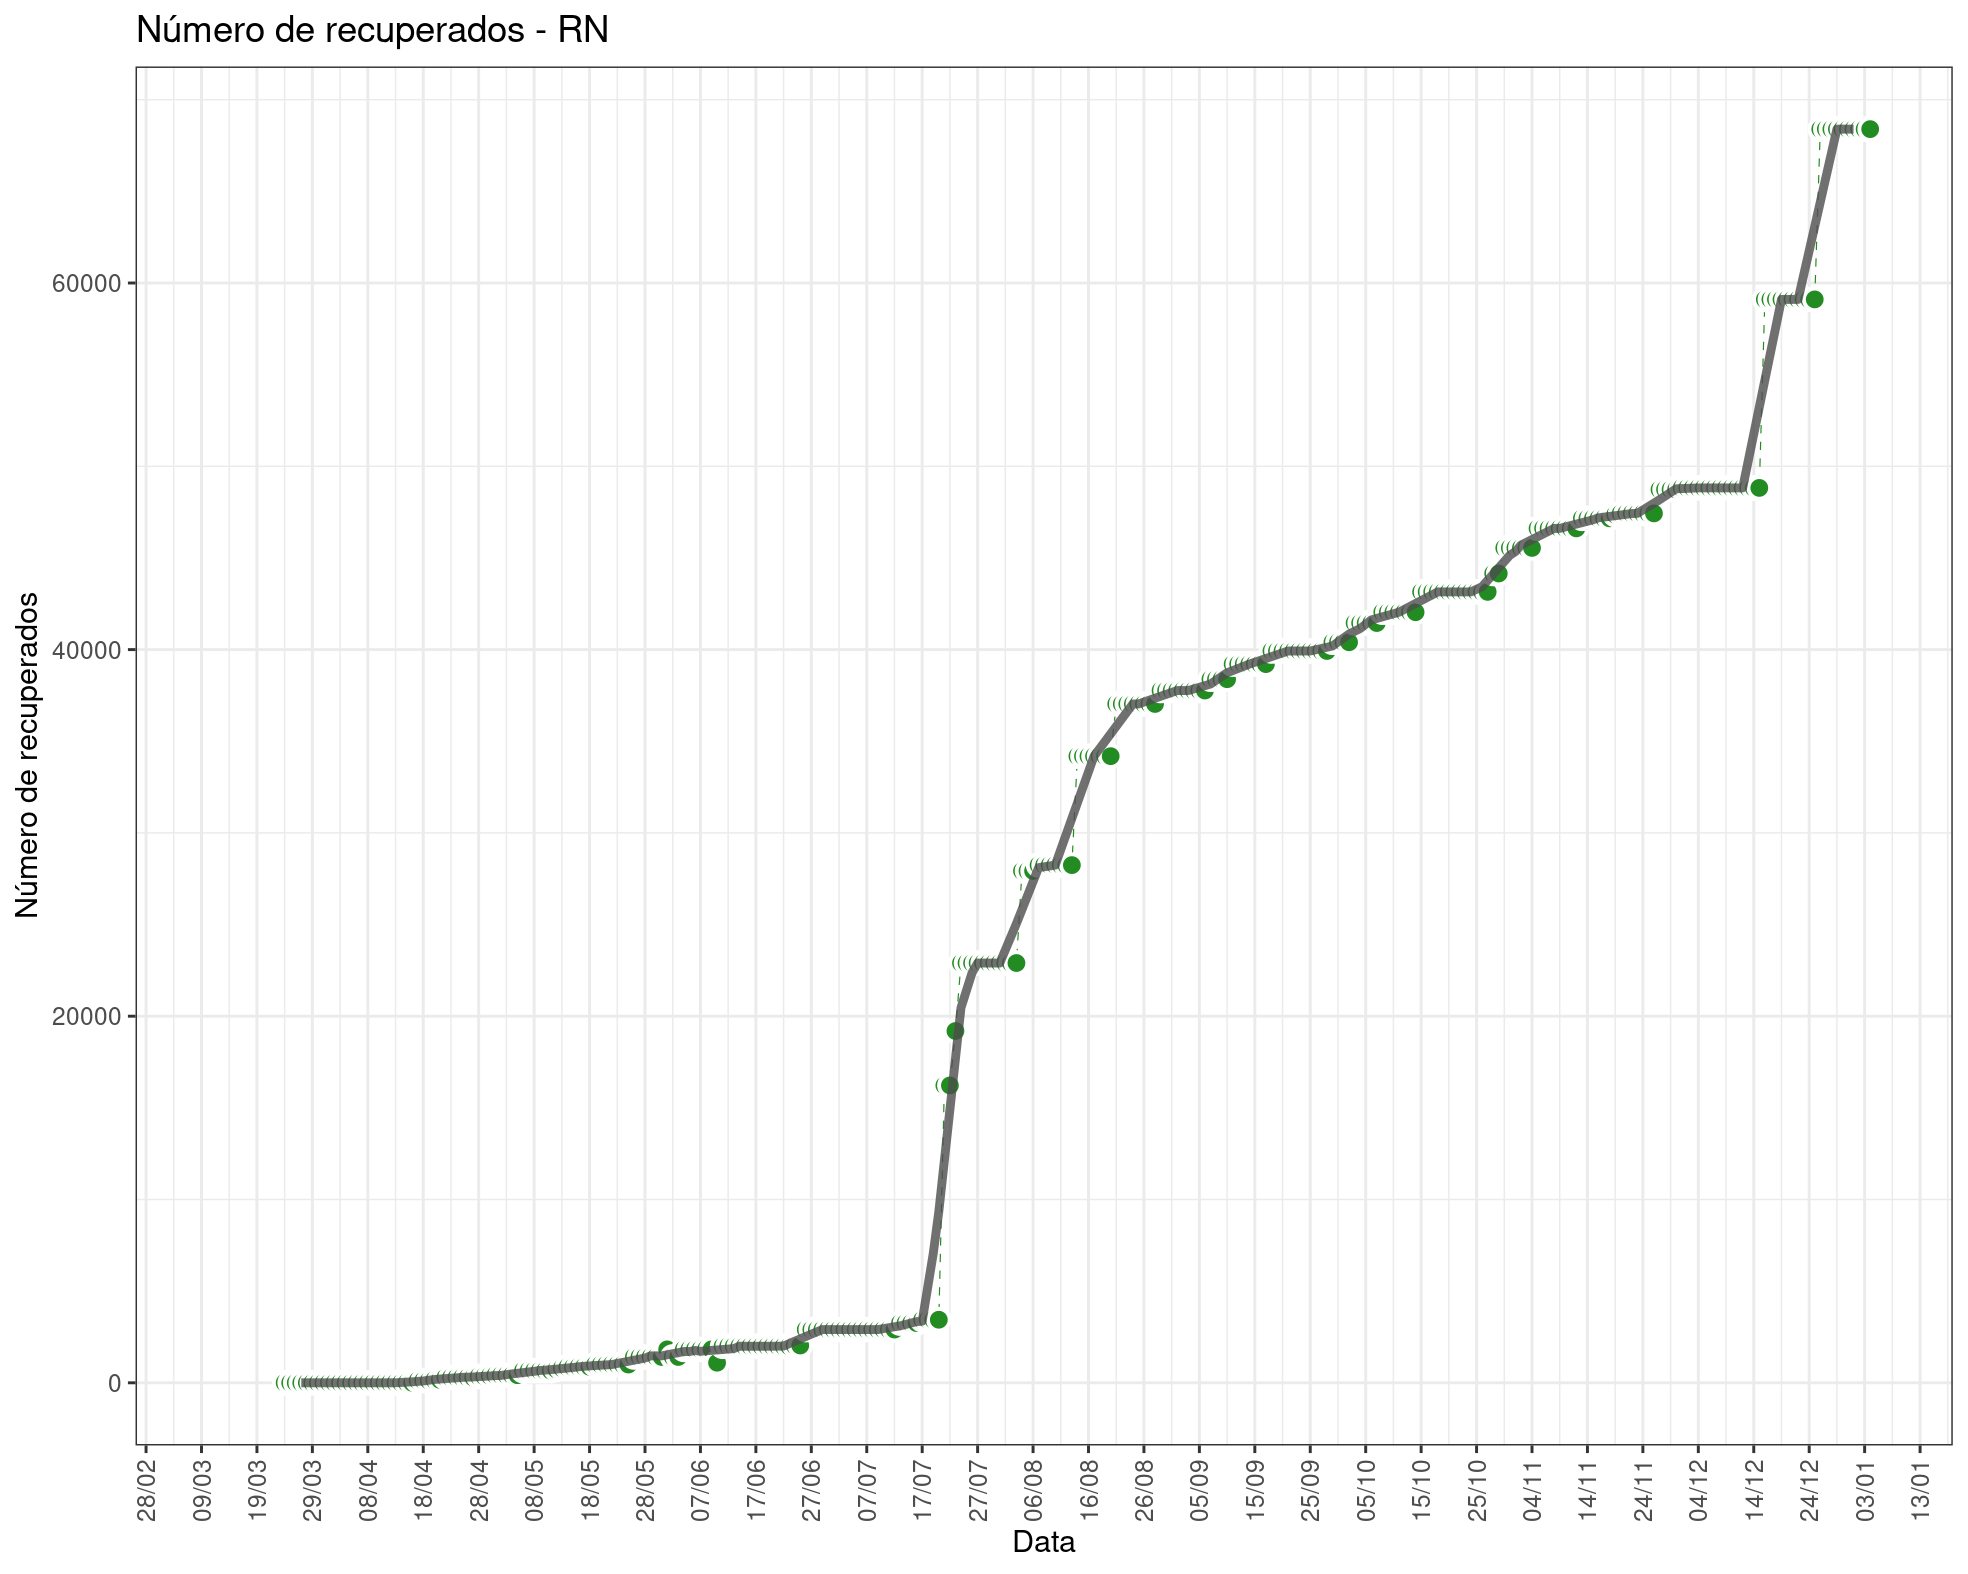 Número de recuperados - RN
Número de recuperados
60000
40000
20000
0
28/02 09/03 19/03 29/03 08/04 18/04 28/04 08/05 18/05 28/05 07/06 17/06 27/06 07/07 17/07 27/07 06/08 16/08 26/08 05/09 15/09 25/09 05/10 15/10 25/10 04/11 14/11 24/11 04/12 14/12 24/12 03/01 13/01
Data